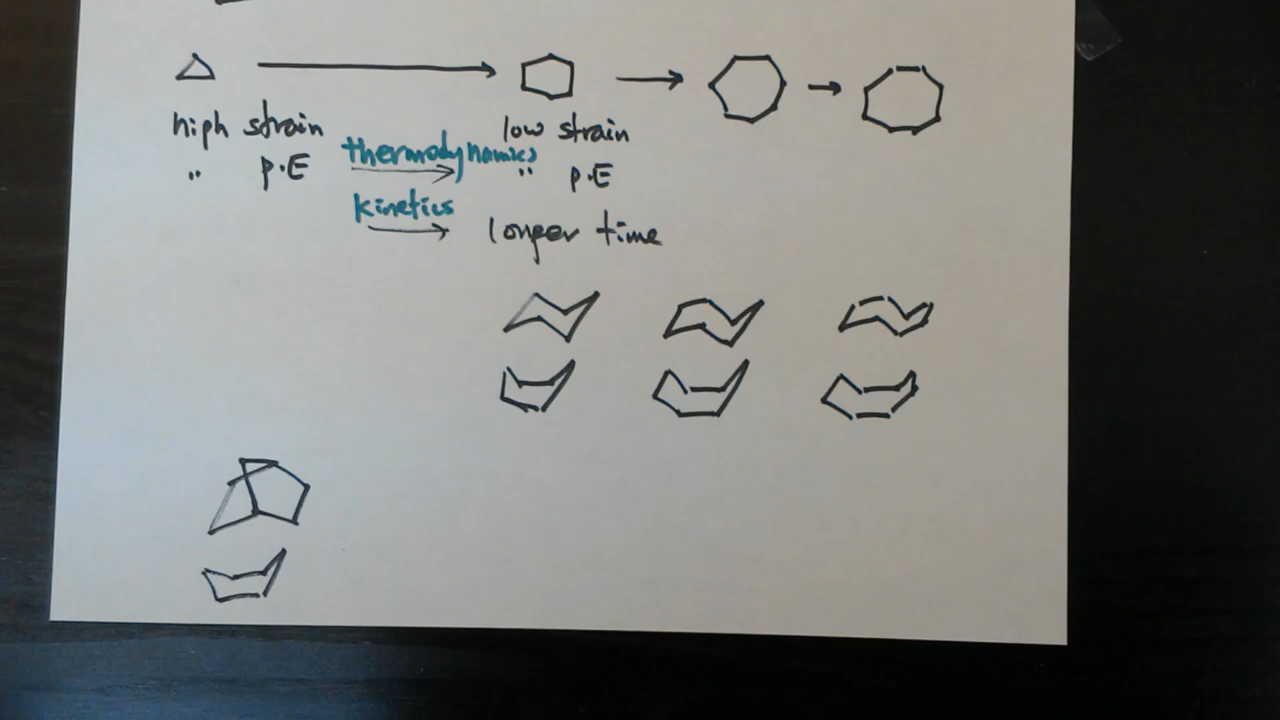 high strain
low strain
" p.E
thermodynamics
" p.E
kinetics
longer time